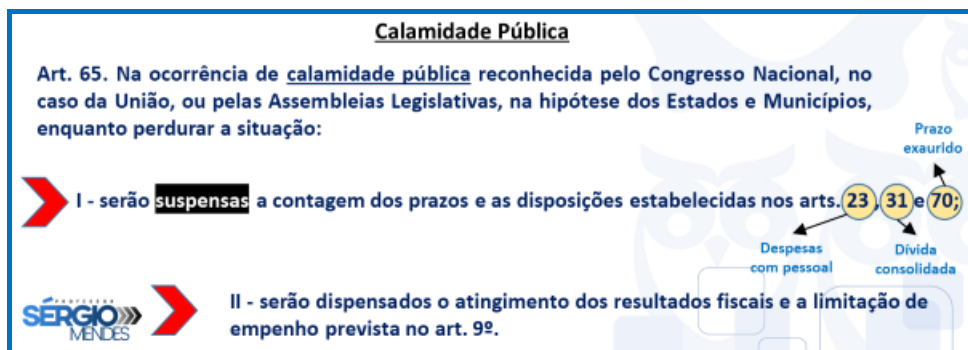 Calamidade Pública
Art. 65. Na ocorrência de calamidade pública reconhecida pelo Congresso Nacional, no
caso da União, ou pelas Assembleias Legislativas, na hipótese dos Estados e Municípios,
enquanto perdurar a situação:
Prazo
exaurido
I - serão suspensas a contagem dos prazos e as disposições estabelecidas nos arts. 23, 31 e 70;
Despesas
com pessoal
Dívida
consolidada
II - serão dispensados o atingimento dos resultados fiscais e a limitação de
empenho prevista no art. 9º.
PROFESSOR
SÉRGIO
MENDES